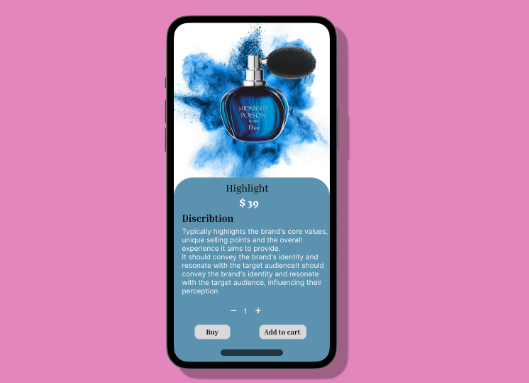 MIDNIGHT
POISON
Dior
Highlight
$ 39
Discribtion
Typically highlights the brand's core values,
unique selling points and the overall
experience it aims to provide.
It should convey the brand's identity and
resonate with the target audienceIt should
convey the brand's identity and resonate
with the target audience, influencing their
perception
− 1 +
Buy
Add to cart